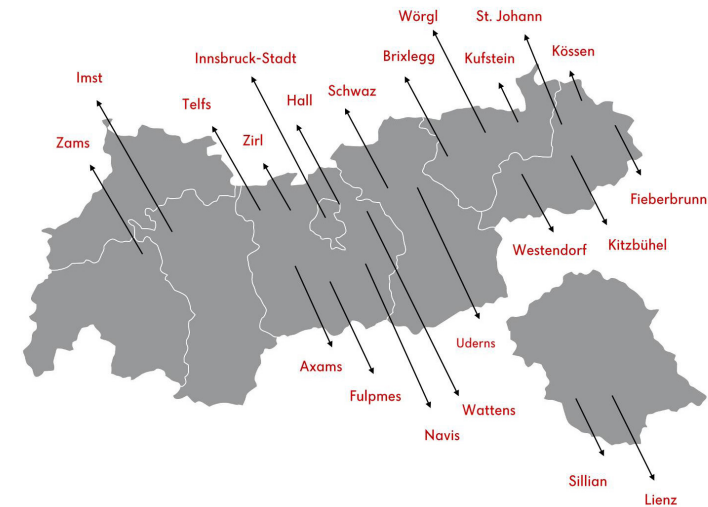 Wörgl
St. Johann
Brixlegg
Kufstein
Kössen
Innsbruck-Stadt
Imst
Telfs
Hall
Schwaz
Zirl
Zams
Fieberbrunn
Westendorf
Kitzbühel
Uderns
Axams
Fulpmes
Wattens
Navis
Sillian
Lienz